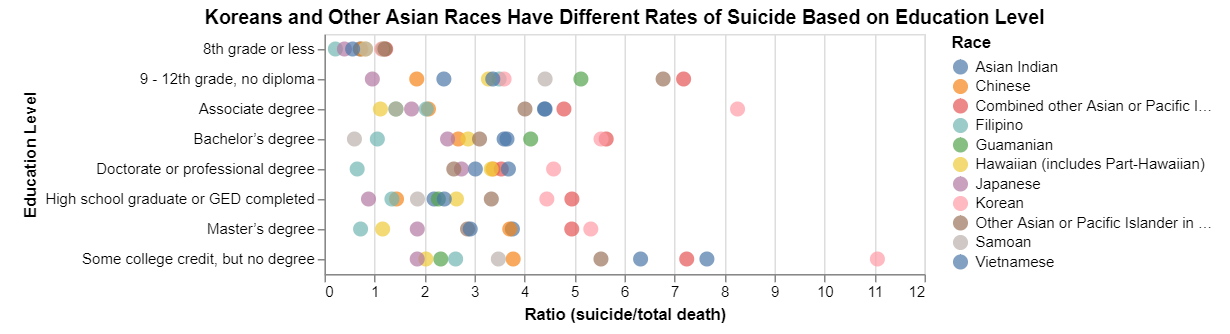 Koreans and Other Asian Races Have Different Rates of Suicide Based on Education Level
Education Level
8th grade or less
9 - 12th grade, no diploma
Associate degree
Bachelor’s degree
Doctorate or professional degree
High school graduate or GED completed
Master’s degree
Some college credit, but no degree
0 1 2 3 4 5 6 7 8 9 10 11 12
Ratio (suicide/total death)
Race
Asian Indian
Chinese
Combined other Asian or Pacific I…
Filipino
Guamanian
Hawaiian (includes Part-Hawaiian)
Japanese
Korean
Other Asian or Pacific Islander in …
Samoan
Vietnamese